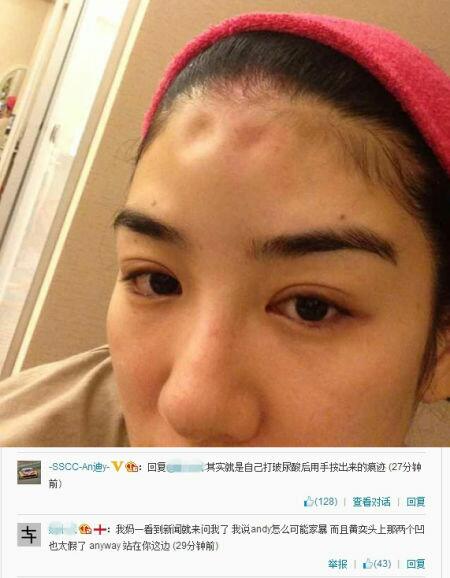 -SSCC-An迪y-：回复@ :其实就是自己打玻尿酸后用手按出来的痕迹 (27分钟
前)
(128) | 查看对话 | 回复
：我妈一看到新闻就来问我了 我说andy怎么可能家暴 而且黄奕头上那两个凹
也太假了 anyway 站在你这边 (29分钟前)
举报 | (43) | 回复